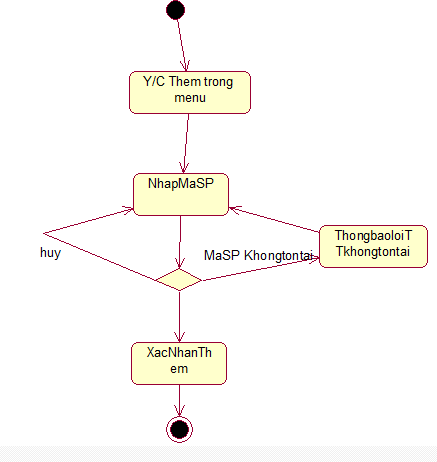 Y/C Them trong
menu
NhapMaSP
huy
MaSP Khongtontai
ThongbaoloiT
Tkhongtontai
XacNhanTh
em